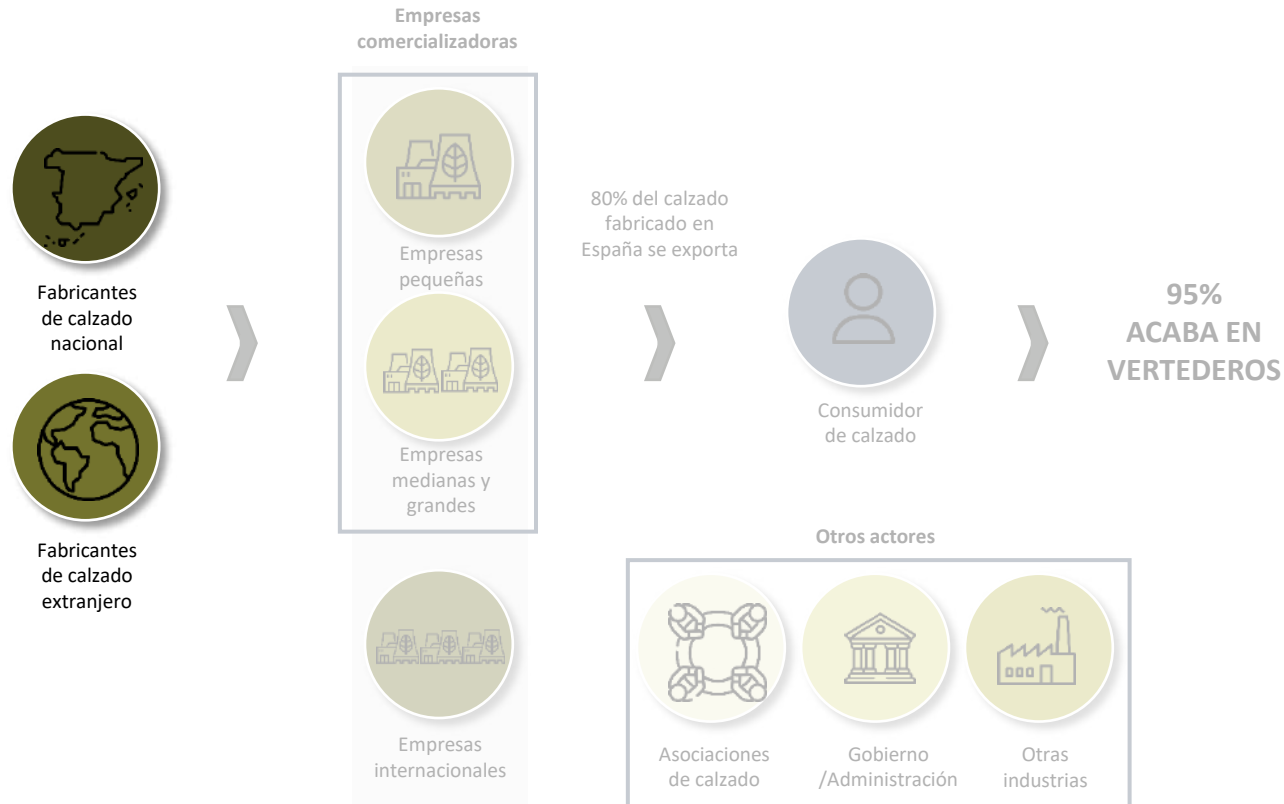 Fabricantes
de calzado
nacional
Fabricantes
de calzado
extranjero
Empresas
comercializadoras
Empresas
pequeñas
Empresas
medianas y
grandes
Empresas
internacionales
80% del calzado
fabricado en
España se exporta
Consumidor
de calzado
95%
ACABA EN
VERTEDEROS
Otros actores
Asociaciones
de calzado
Gobierno
/Administración
Otras
industrias